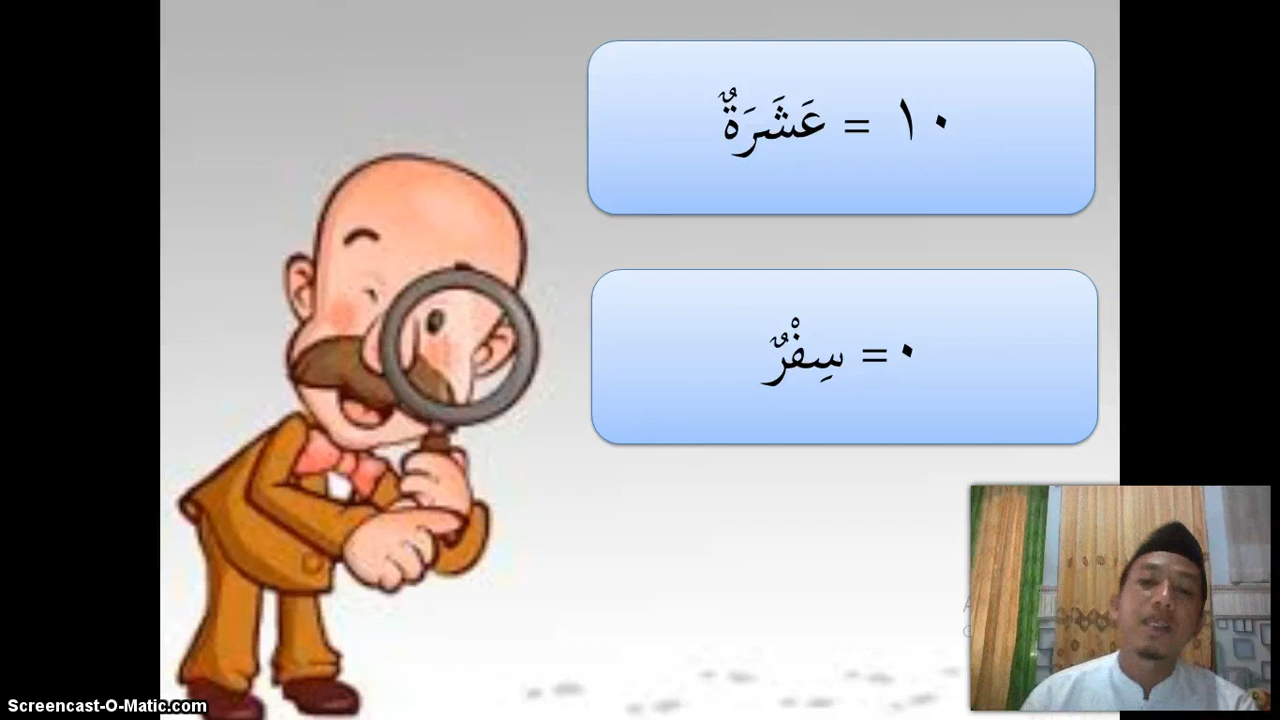 ١٠ = عَشَرَةٌ
٠ = سِفْرٌ
Screencast-O-Matic.com